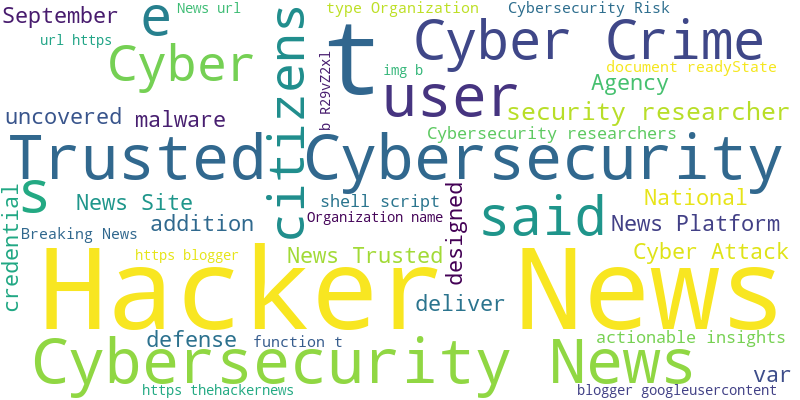 September
e
News url
type Organization
Cybersecurity Risk
url https
Cyber
citizens
t
Cyber Crime
img b
document readyState
b R29vZ2xl
user
Agency
uncovered
malware
security researcher
Cybersecurity researchers
Trusted Cybersecurity
s
credential
News Site
shell script
Organization name
designed
said
National
addition
News Platform
Breaking News
https blogger
News Trusted
Cyber Attack
Hacker News
deliver
defense
function t
actionable insights
Cybersecurity News
var
https thehackernews
blogger googleusercontent